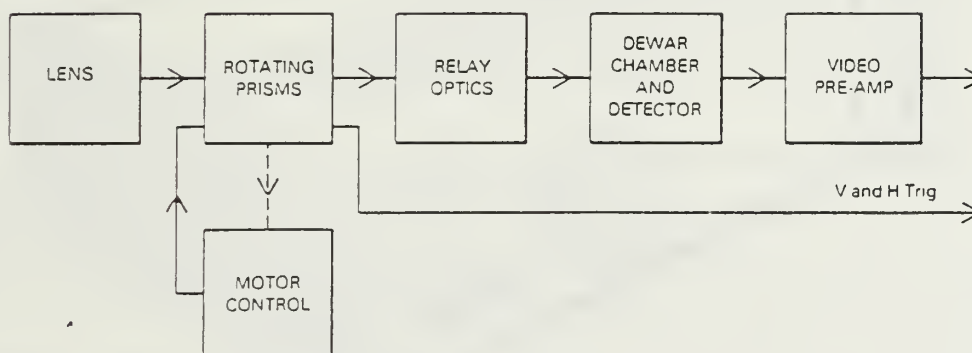 LENS
ROTATING
PRISMS
RELAY
OPTICS
DEWAR
CHAMBER
AND
DETECTOR
VIDEO
PRE-AMP
V and H Trig
MOTOR
CONTROL